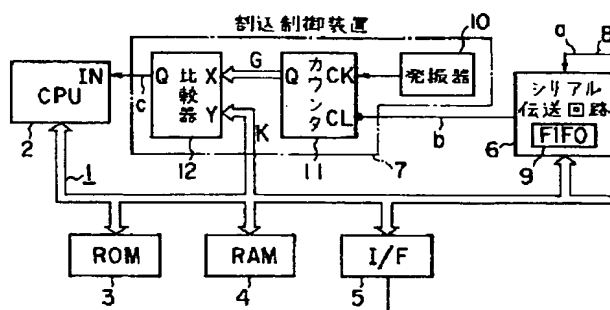 割込制御装置
10
a
8
IN
CPU
2
c
Q
比較器
X
Y
12
G
K
Q
カウンタ
CK
CL
11
発振器
7
b
シリアル
伝送回路
FIFO
6
9
1
ROM
3
RAM
4
I/F
5